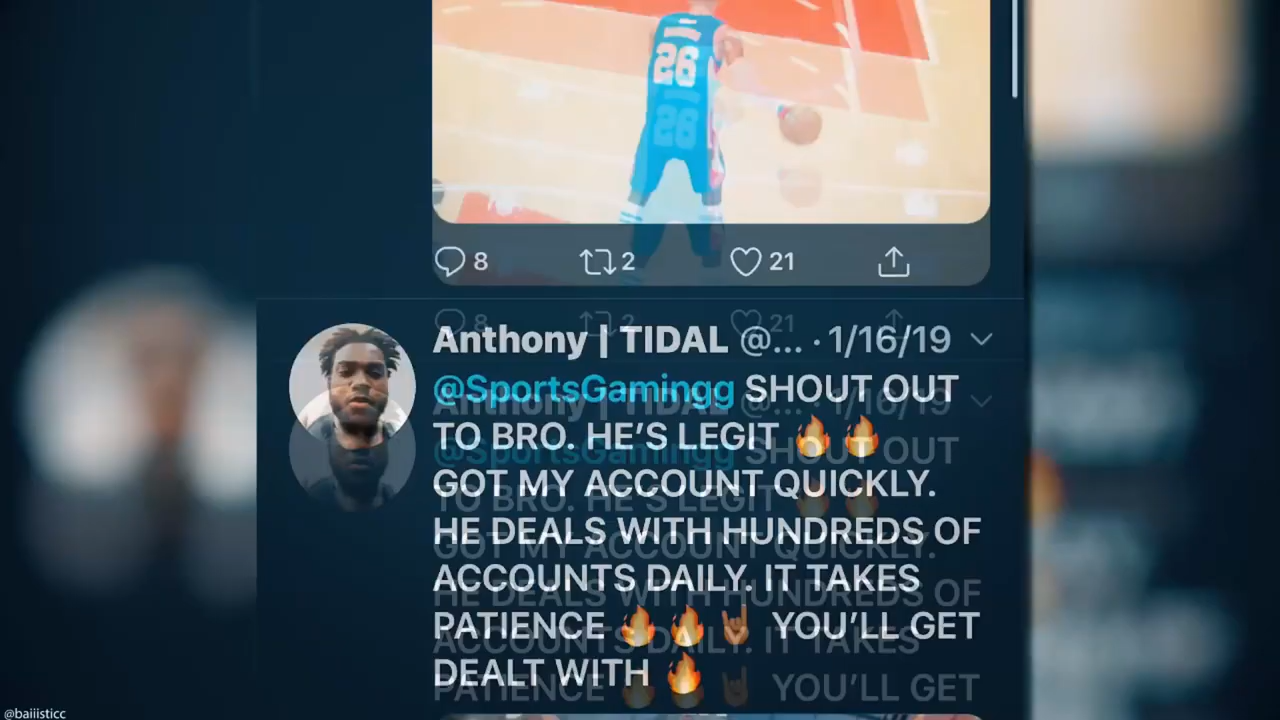 26
8 2 21
Anthony | TIDAL @... · 1/16/19
@SportsGamingg SHOUT OUT
TO BRO. HE’S LEGIT 🔥 🔥
GOT MY ACCOUNT QUICKLY.
HE DEALS WITH HUNDREDS OF
ACCOUNTS DAILY. IT TAKES
PATIENCE 🔥 🔥 🤘🏾 YOU’LL GET
DEALT WITH 🔥
@baiiisticc